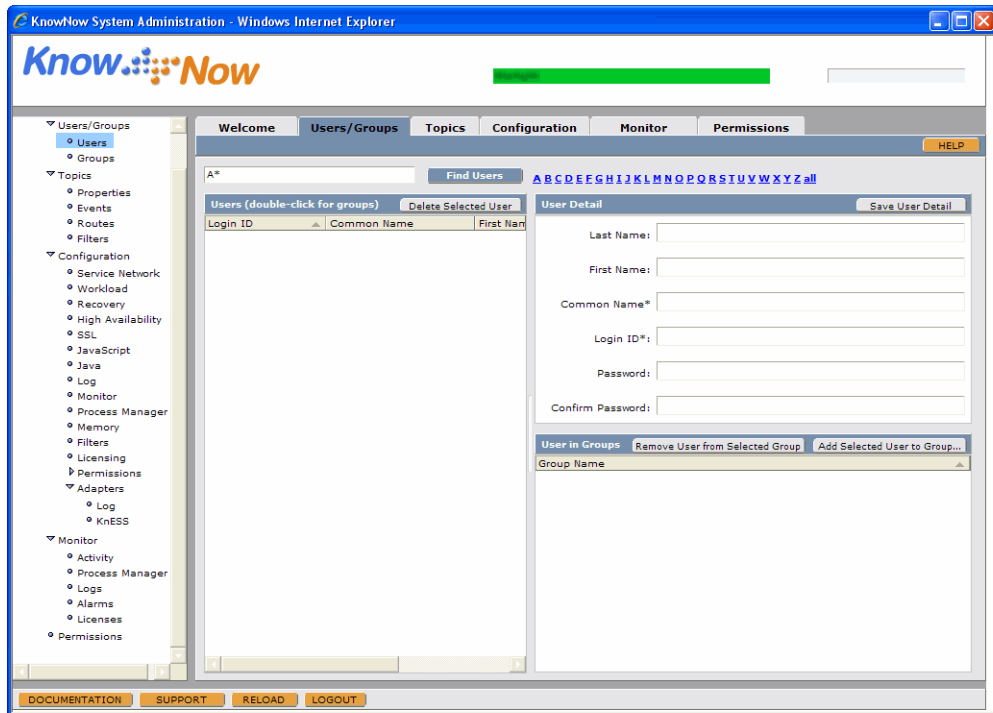 KnowNow System Administration - Windows Internet Explorer
Know Now
Users/Groups
Users
Groups
Topics
Properties
Events
Routes
Filters
Configuration
Service Network
Workload
Recovery
High Availability
SSL
JavaScript
Java
Log
Monitor
Process Manager
Memory
Filters
Licensing
Permissions
Adapters
Log
KnESS
Monitor
Activity
Process Manager
Logs
Alarms
Licenses
Permissions
Welcome Users/Groups Topics Configuration Monitor Permissions
HELP
A* Find Users A B C D E F G H I J K L M N O P Q R S T U V W X Y Z all
Users (double-click for groups) Delete Selected User
Login ID Common Name First Nam
User Detail Save User Detail
Last Name:
First Name:
Common Name*
Login ID*:
Password:
Confirm Password:
User in Groups Remove User from Selected Group Add Selected User to Group...
Group Name
DOCUMENTATION SUPPORT RELOAD LOGOUT